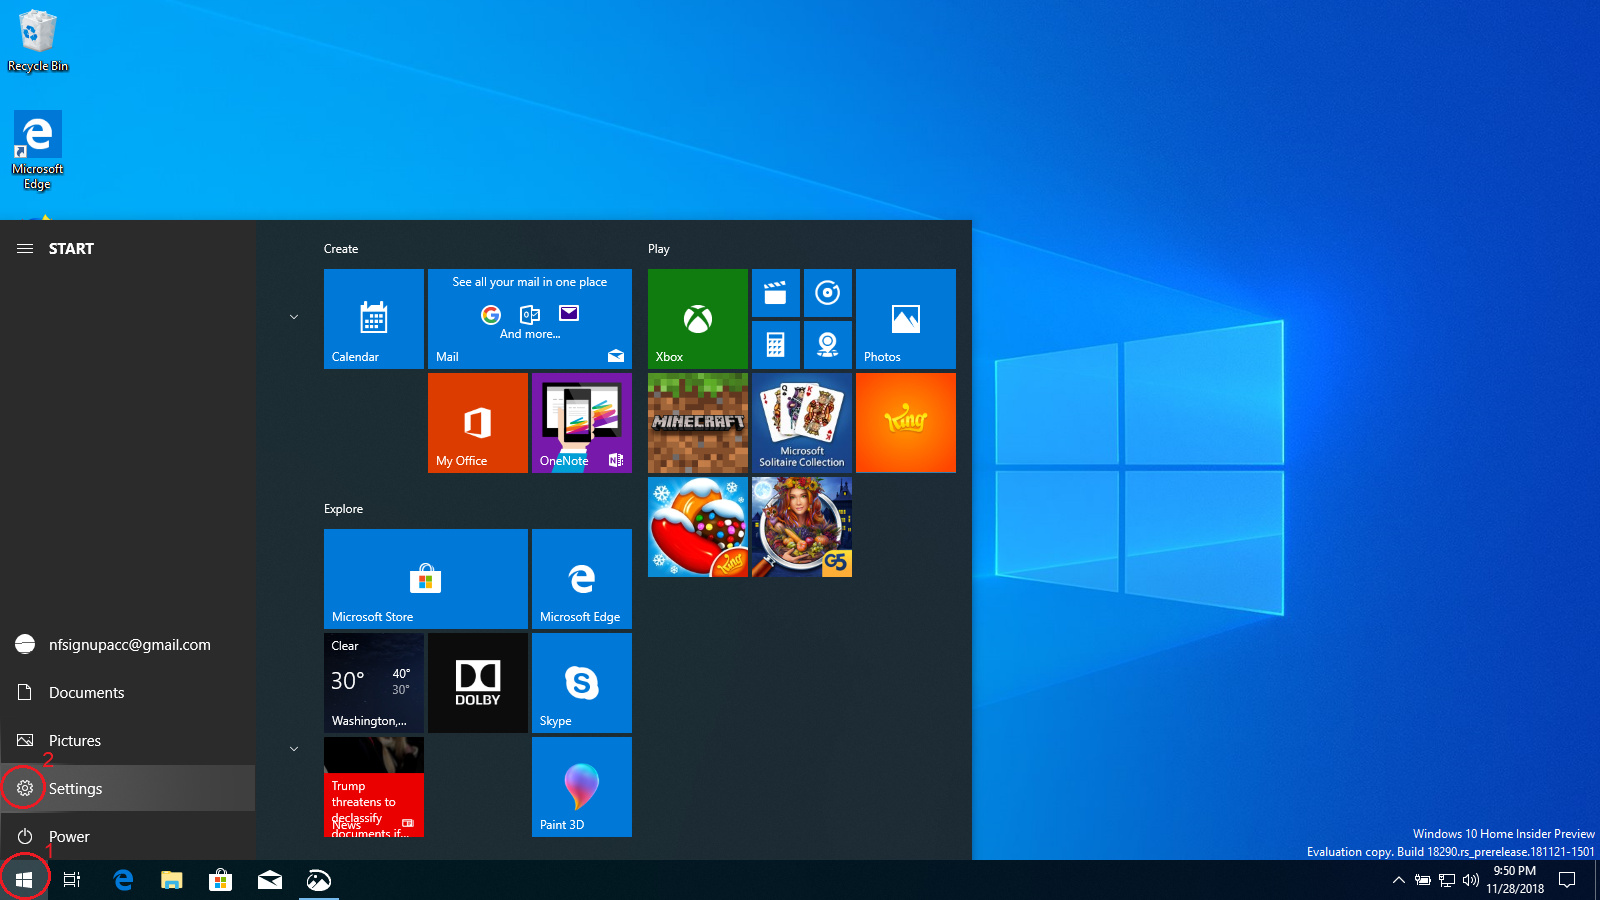 Recycle Bin
Microsoft
Edge
START
Create
Play
See all your mail in one place
And more...
Calendar
Mail
Xbox
Photos
My Office
OneNote
MINECRAFT
Microsoft
Solitaire Collection
King
Explore
King
G5
Microsoft Store
Microsoft Edge
nfsignupacc@gmail.com
Documents
Pictures
2
Settings
Power
1
Clear
30°
40°
30°
Washington,...
DOLBY
Skype
Trump
threatens to
declassify
documents if...
News
Paint 3D
Windows 10 Home Insider Preview
Evaluation copy. Build 18290.rs_prerelease.181121-1501
9:50 PM
11/28/2018